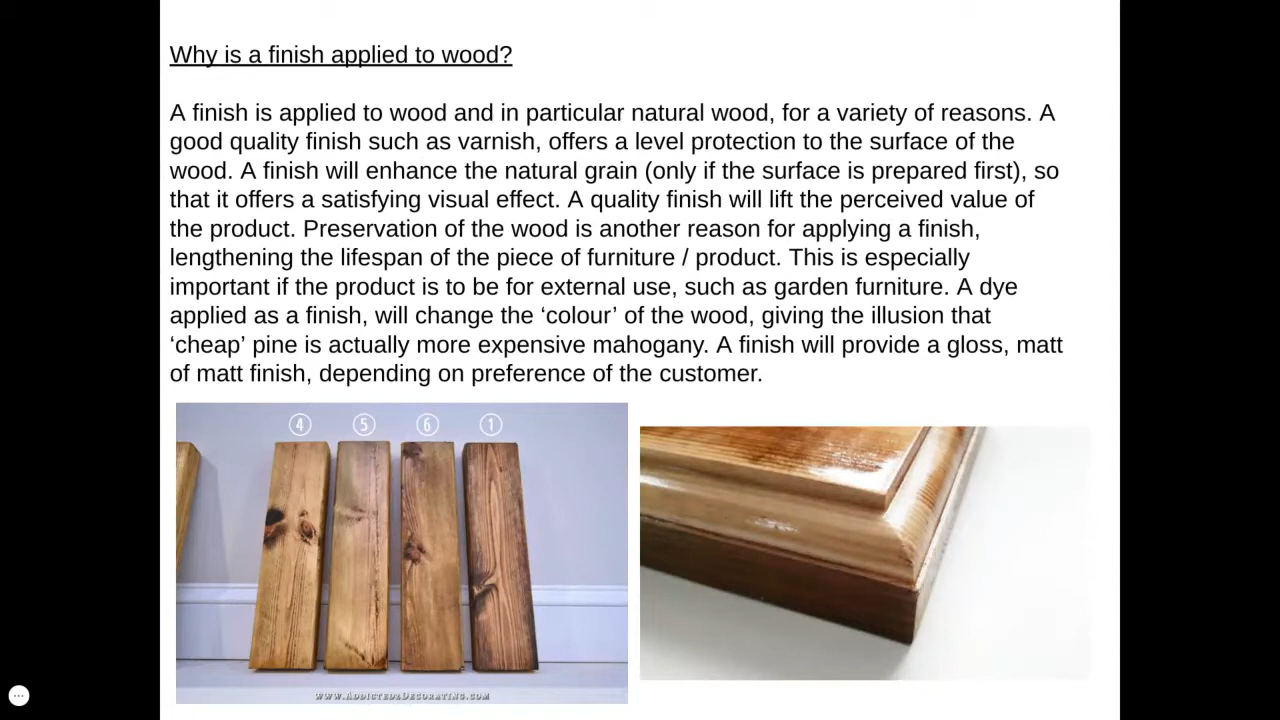 Why is a finish applied to wood?
A finish is applied to wood and in particular natural wood, for a variety of reasons. A
good quality finish such as varnish, offers a level protection to the surface of the
wood. A finish will enhance the natural grain (only if the surface is prepared first), so
that it offers a satisfying visual effect. A quality finish will lift the perceived value of
the product. Preservation of the wood is another reason for applying a finish,
lengthening the lifespan of the piece of furniture / product. This is especially
important if the product is to be for external use, such as garden furniture. A dye
applied as a finish, will change the ‘colour’ of the wood, giving the illusion that
‘cheap’ pine is actually more expensive mahogany. A finish will provide a gloss, matt
of matt finish, depending on preference of the customer.
④ ⑤ ⑥ ①
www.Addicted2Decorating.com